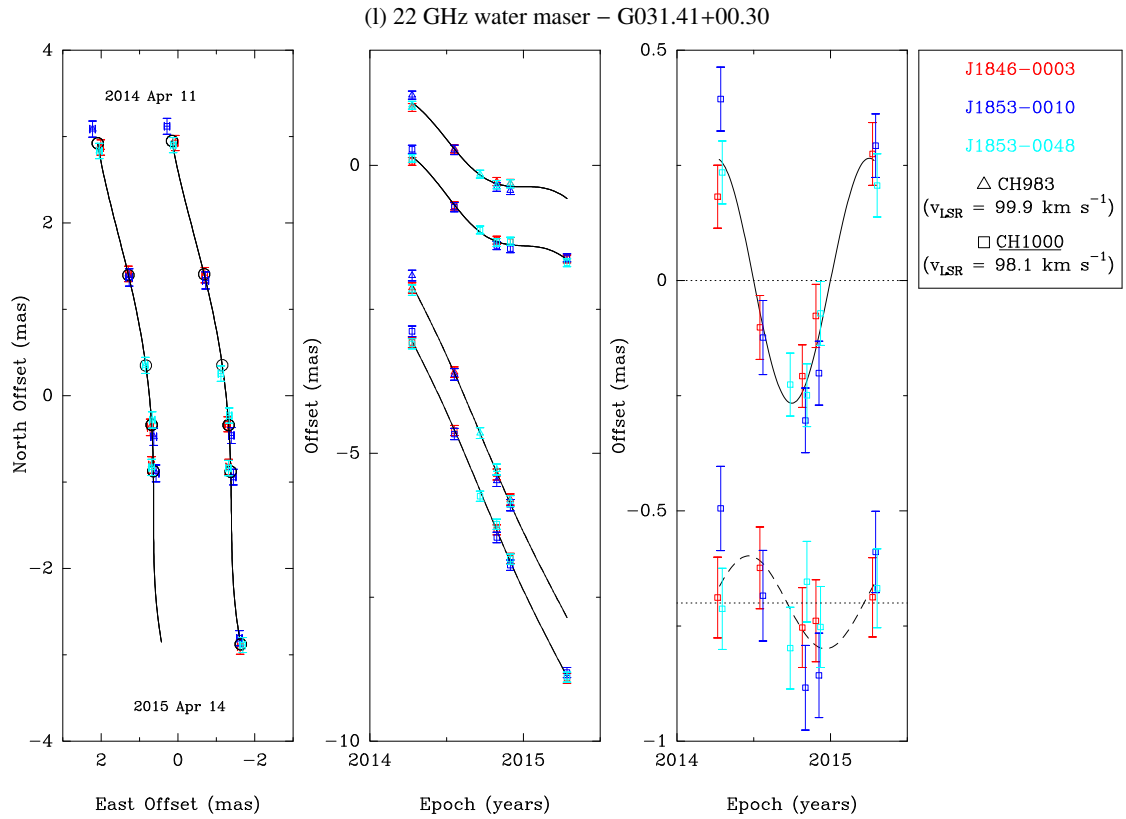 (l) 22 GHz water maser – G031.41+00.30
4
2
0
−2
−4
North Offset (mas)
2014 Apr 11
2015 Apr 14
2
0
−2
East Offset (mas)
0
−5
−10
Offset (mas)
2014
2015
Epoch (years)
0.5
0
−0.5
−1
Offset (mas)
2014
2015
Epoch (years)
J1846−0003
J1853−0010
J1853−0048
CH983
(vLSR = 99.9 km s−1)
CH1000
(vLSR = 98.1 km s−1)